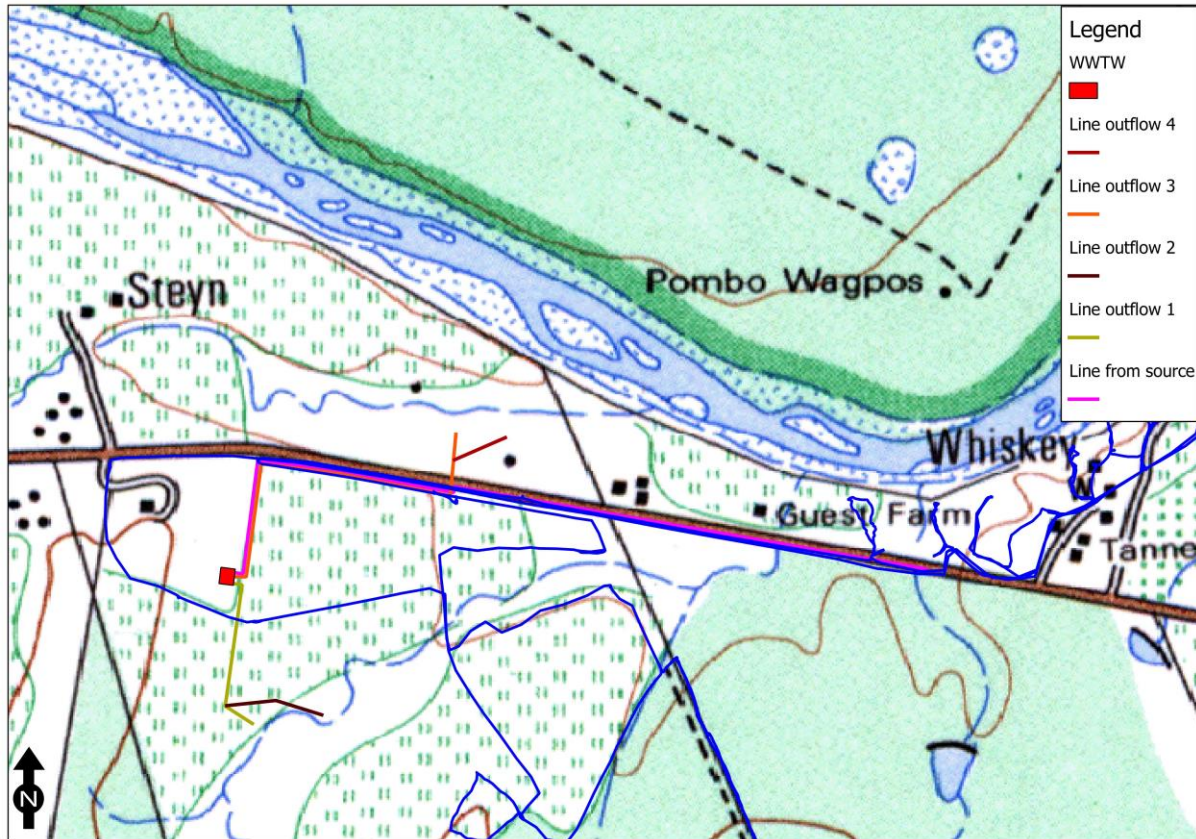 Legend
WWTW
Line outflow 4
Line outflow 3
Line outflow 2
Line outflow 1
Line from source
Pombo Wagpos
Steyn
Whiskey
W
Guest Farm
Tanne
N